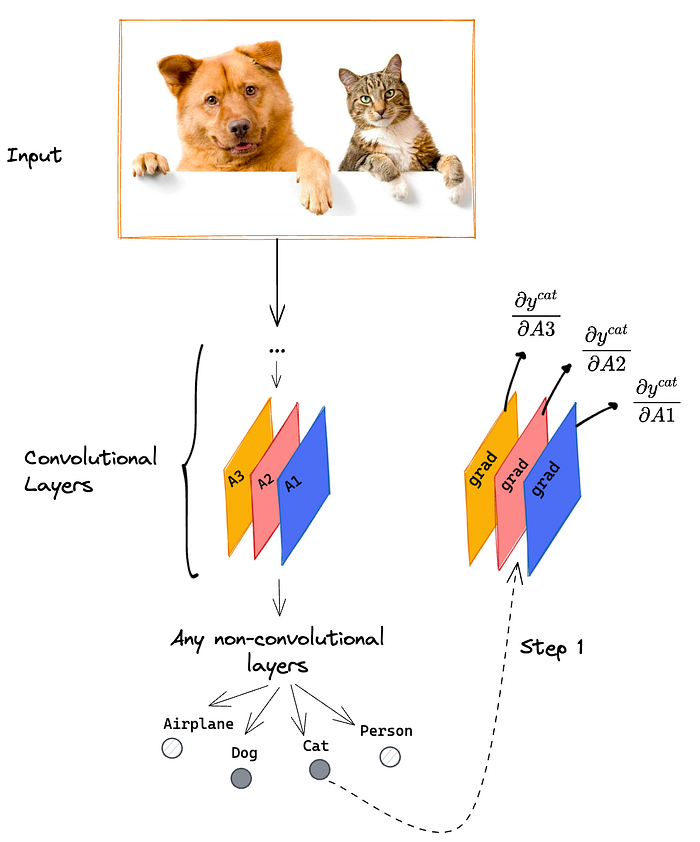 Input
∂y^cat/∂A3
∂y^cat/∂A2
∂y^cat/∂A1
...
Convolutional
Layers
A3 A2 A1
grad grad grad
Any non-convolutional
layers
Step 1
Airplane
Dog
Cat
Person